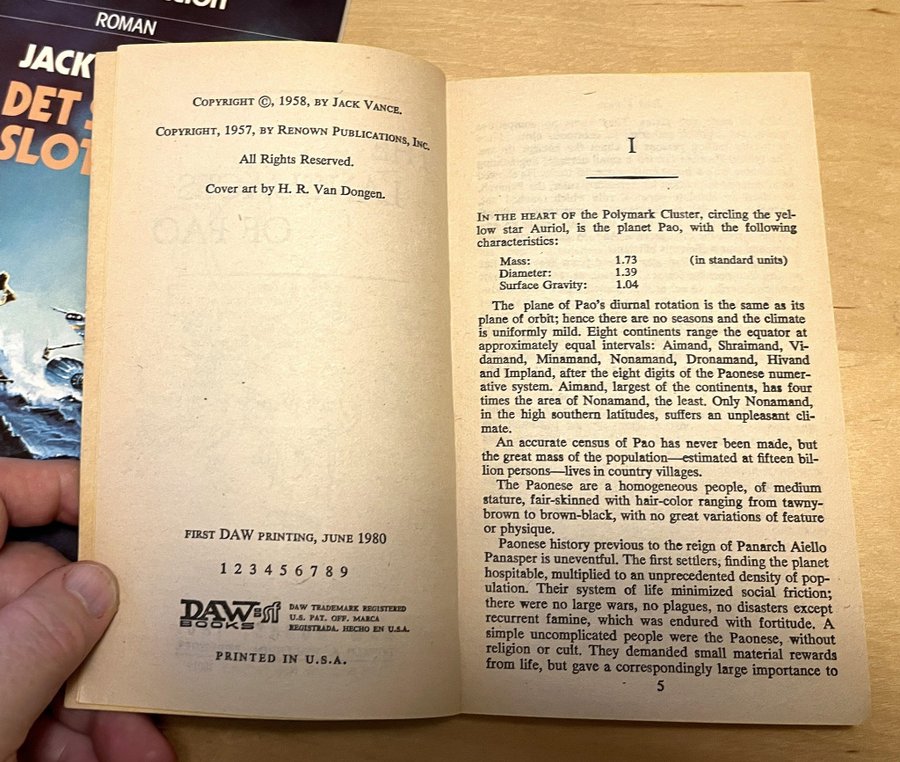 ROMAN
JACK
DET
SLOT
COPYRIGHT ©, 1958, BY JACK VANCE.
COPYRIGHT, 1957, BY RENOWN PUBLICATIONS, INC.
All Rights Reserved.
Cover art by H. R. Van Dongen.
FIRST DAW PRINTING, JUNE 1980
1 2 3 4 5 6 7 8 9
DAW sf
BOOKS
DAW TRADEMARK REGISTERED
U.S. PAT. OFF. MARCA
REGISTRADA. HECHO EN U.S.A.
PRINTED IN U.S.A.
I
IN THE HEART OF the Polymark Cluster, circling the yel-
low star Auriol, is the planet Pao, with the following
characteristics:
Mass: 1.73 (in standard units)
Diameter: 1.39
Surface Gravity: 1.04
The plane of Pao's diurnal rotation is the same as its
plane of orbit; hence there are no seasons and the climate
is uniformly mild. Eight continents range the equator at
approximately equal intervals: Aimand, Shraimand, Vi-
damand, Minamand, Nonamand, Dronamand, Hivand
and Impland, after the eight digits of the Paonese numer-
ative system. Aimand, largest of the continents, has four
times the area of Nonamand, the least. Only Nonamand,
in the high southern latitudes, suffers an unpleasant cli-
mate.
An accurate census of Pao has never been made, but
the great mass of the population—estimated at fifteen bil-
lion persons—lives in country villages.
The Paonese are a homogeneous people, of medium
stature, fair-skinned with hair-color ranging from tawny-
brown to brown-black, with no great variations of feature
or physique.
Paonese history previous to the reign of Panarch Aiello
Panasper is uneventful. The first settlers, finding the planet
hospitable, multiplied to an unprecedented density of pop-
ulation. Their system of life minimized social friction;
there were no large wars, no plagues, no disasters except
recurrent famine, which was endured with fortitude. A
simple uncomplicated people were the Paonese, without
religion or cult. They demanded small material rewards
from life, but gave a correspondingly large importance to
5